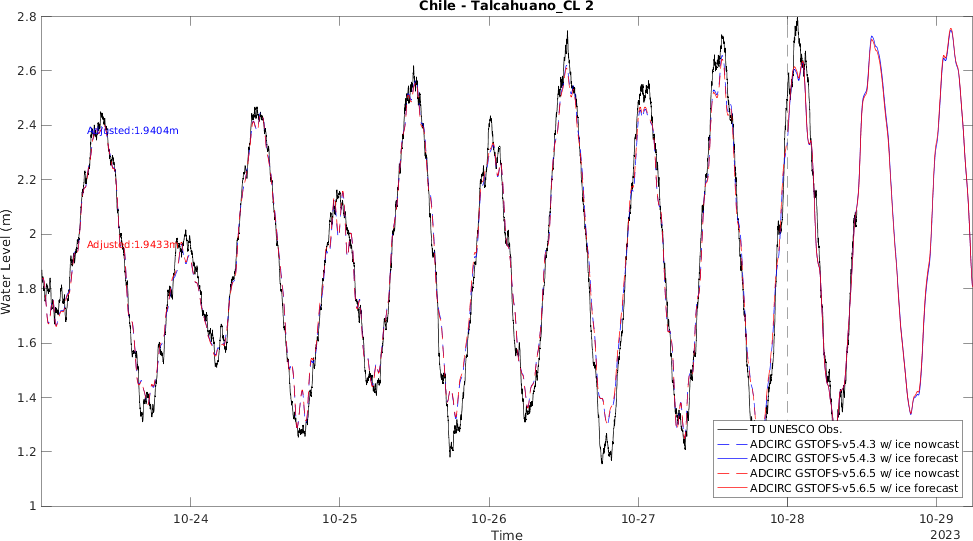 Chile - Talcahuano_CL 2
2.8
2.6
2.4
2.2
2
1.8
1.6
1.4
1.2
1
Water Level (m)
Adjusted:1.9404m
Adjusted:1.9433m
TD UNESCO Obs.
ADCIRC GSTOFS-v5.4.3 w/ ice nowcast
ADCIRC GSTOFS-v5.4.3 w/ ice forecast
ADCIRC GSTOFS-v5.6.5 w/ ice nowcast
ADCIRC GSTOFS-v5.6.5 w/ ice forecast
10-24 10-25 10-26 10-27 10-28 10-29
Time
2023